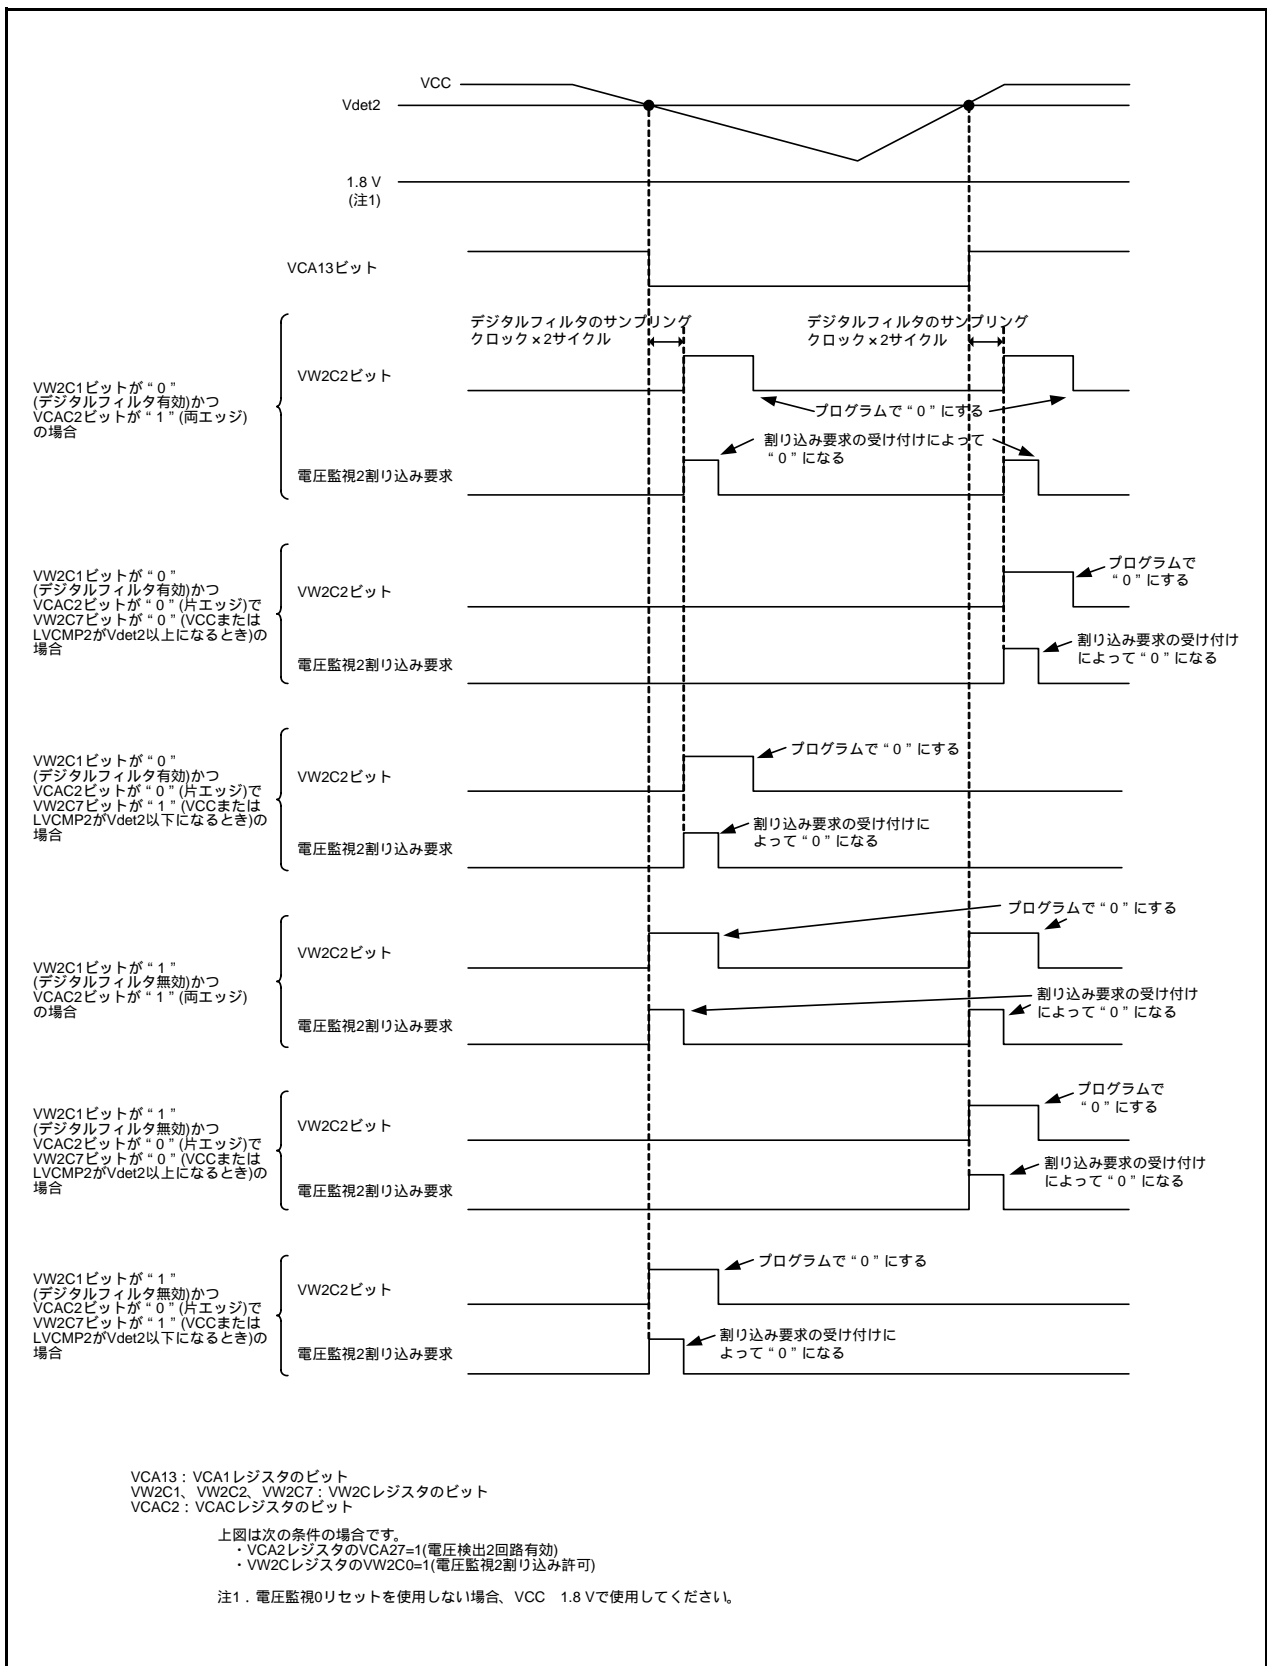 VCC
Vdet2
1.8 V
(注1)
VCA13ビット
デジタルフィルタのサンプリング
クロック×2サイクル
デジタルフィルタのサンプリング
クロック×2サイクル
VW2C1ビットが“0”
(デジタルフィルタ有効)かつ
VCAC2ビットが“1”(両エッジ)
の場合
VW2C2ビット
プログラムで“0”にする
割り込み要求の受け付けによって
“0”になる
電圧監視2割り込み要求
VW2C1ビットが“0”
(デジタルフィルタ有効)かつ
VCAC2ビットが“0”(片エッジ)で
VW2C7ビットが“0”(VCCまたは
LVCMP2がVdet2以上になるとき)の
場合
VW2C2ビット
プログラムで
“0”にする
電圧監視2割り込み要求
割り込み要求の受け付け
によって“0”になる
VW2C1ビットが“0”
(デジタルフィルタ有効)かつ
VCAC2ビットが“0”(片エッジ)で
VW2C7ビットが“1”(VCCまたは
LVCMP2がVdet2以下になるとき)の
場合
VW2C2ビット
プログラムで“0”にする
電圧監視2割り込み要求
割り込み要求の受け付けに
よって“0”になる
VW2C1ビットが“1”
(デジタルフィルタ無効)かつ
VCAC2ビットが“1”(両エッジ)
の場合
VW2C2ビット
プログラムで“0”にする
電圧監視2割り込み要求
割り込み要求の受け付け
によって“0”になる
VW2C1ビットが“1”
(デジタルフィルタ無効)かつ
VCAC2ビットが“0”(片エッジ)で
VW2C7ビットが“0”(VCCまたは
LVCMP2がVdet2以上になるとき)の
場合
VW2C2ビット
プログラムで
“0”にする
電圧監視2割り込み要求
割り込み要求の受け付け
によって“0”になる
VW2C1ビットが“1”
(デジタルフィルタ無効)かつ
VCAC2ビットが“0”(片エッジ)で
VW2C7ビットが“1”(VCCまたは
LVCMP2がVdet2以下になるとき)の
場合
VW2C2ビット
プログラムで“0”にする
電圧監視2割り込み要求
割り込み要求の受け付けに
よって“0”になる
VCA13：VCA1レジスタのビット
VW2C1、VW2C2、VW2C7：VW2Cレジスタのビット
VCAC2：VCACレジスタのビット
上図は次の条件の場合です。
・VCA2レジスタのVCA27=1(電圧検出2回路有効)
・VW2CレジスタのVW2C0=1(電圧監視2割り込み許可)
注1．電圧監視0リセットを使用しない場合、VCC　1.8 Vで使用してください。